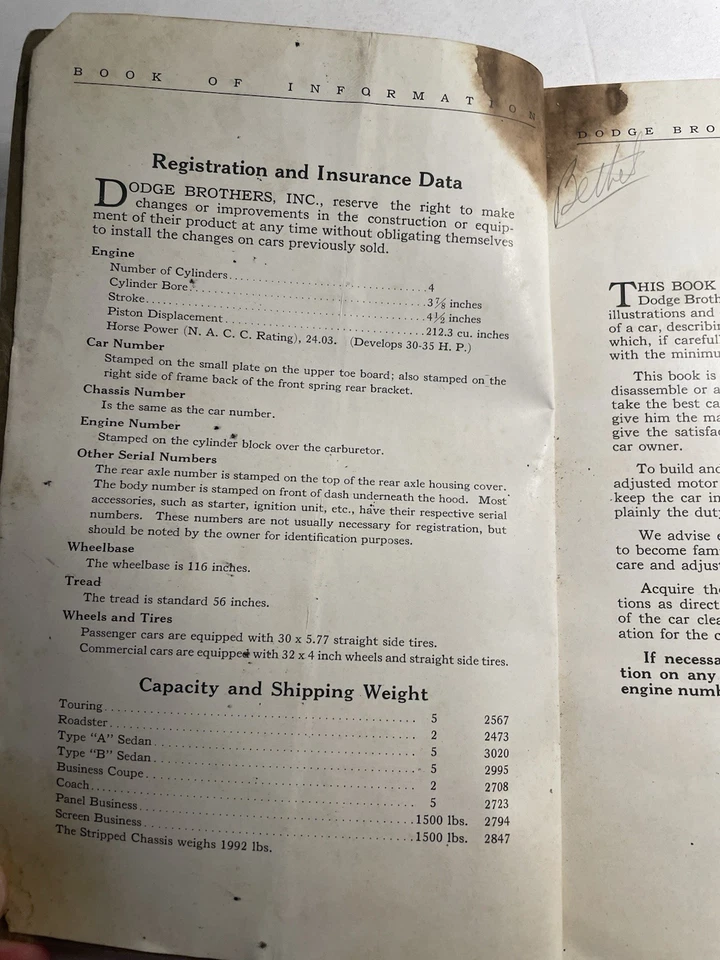 BOOK OF INFORMATION
Registration and Insurance Data
DODGE BROTHERS, INC., reserve the right to make
changes or improvements in the construction or equip-
ment of their product at any time without obligating themselves
to install the changes on cars previously sold.
Engine
Number of Cylinders 4
Cylinder Bore 3⅞ inches
Stroke 4½ inches
Piston Displacement 212.3 cu. inches
Horse Power (N. A. C. C. Rating), 24.03. (Develops 30-35 H. P.)
Car Number
Stamped on the small plate on the upper toe board; also stamped on the
right side of frame back of the front spring rear bracket.
Chassis Number
Is the same as the car number.
Engine Number
Stamped on the cylinder block over the carburetor.
Other Serial Numbers
The rear axle number is stamped on the top of the rear axle housing cover.
The body number is stamped on front of dash underneath the hood. Most
accessories, such as starter, ignition unit, etc., have their respective serial
numbers. These numbers are not usually necessary for registration, but
should be noted by the owner for identification purposes.
Wheelbase
The wheelbase is 116 inches.
Tread
The tread is standard 56 inches.
Wheels and Tires
Passenger cars are equipped with 30 x 5.77 straight side tires.
Commercial cars are equipped with 32 x 4 inch wheels and straight side tires.
Capacity and Shipping Weight
Touring 5 2567
Roadster 2 2473
Type "A" Sedan 5 3020
Type "B" Sedan 5 2995
Business Coupe 2 2708
Coach 5 2723
Panel Business 1500 lbs. 2794
Screen Business 1500 lbs. 2847
The Stripped Chassis weighs 1992 lbs.
DODGE BRO
THIS BOOK
Dodge Broth
illustrations and
of a car, describin
which, if carefull
with the minimu
This book is
disassemble or a
take the best ca
give him the ma
give the satisfac
car owner.
To build and
adjusted motor
keep the car in
plainly the duty
We advise e
to become fami
care and adjust
Acquire the
tions as direct
of the car clea
ation for the c
If necessa
tion on any
engine numb